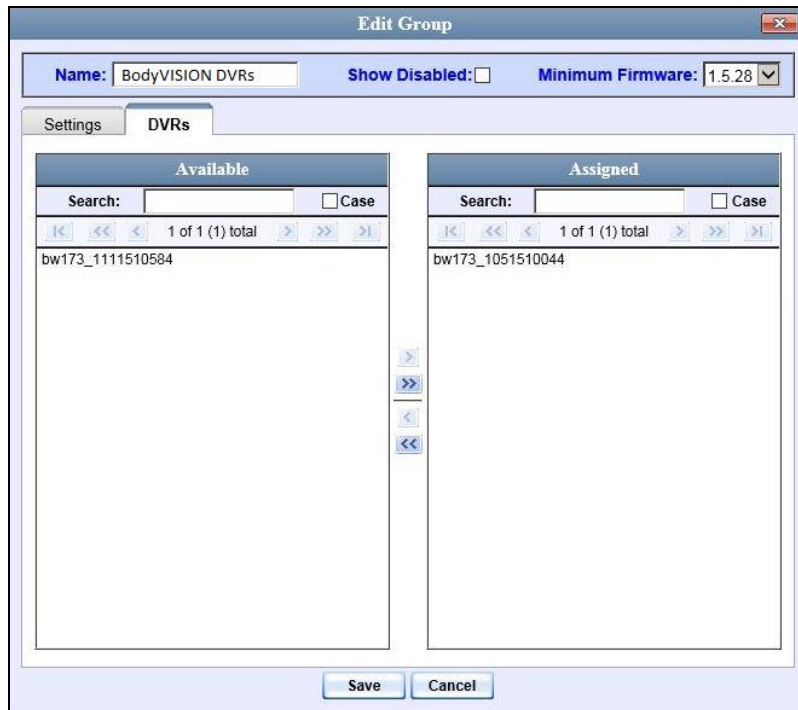 Edit Group
Name: BodyVISION DVRs Show Disabled: Minimum Firmware: 1.5.28
Settings DVRs
Available Assigned
Search: Case Search: Case
|< << < 1 of 1 (1) total > >> >| |< << < 1 of 1 (1) total > >> >|
bw173_1111510584 bw173_1051510044
>
>>
<
<<
Save Cancel